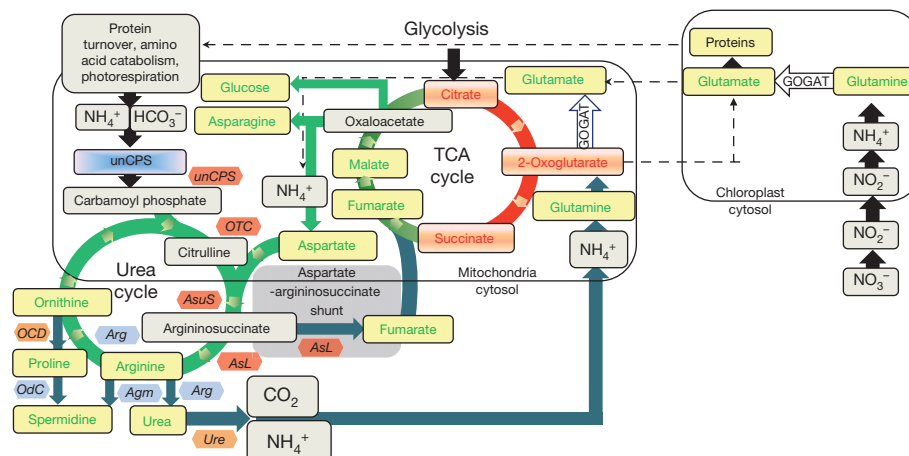 Protein
turnover, amino
acid catabolism,
photorespiration
Glycolysis
Proteins
Glutamate
GOGAT
Glutamine
Glucose
Glutamate
Citrate
NH₄⁺
HCO₃⁻
Asparagine
Oxaloacetate
GOGAT
NH₄⁺
unCPS
unCPS
Malate
TCA
cycle
2-Oxoglutarate
NO₂⁻
Chloroplast
cytosol
Carbamoyl phosphate
NH₄⁺
Fumarate
Glutamine
OTC
Citrulline
Aspartate
Succinate
NH₄⁺
NO₂⁻
Urea
cycle
Aspartate
-argininosuccinate
shunt
Mitochondria
cytosol
NO₃⁻
Ornithine
AsuS
OCD
Arg
Argininosuccinate
Fumarate
AsL
Proline
Arginine
AsL
OdC
Agm
Arg
CO₂
Spermidine
Urea
Ure
NH₄⁺